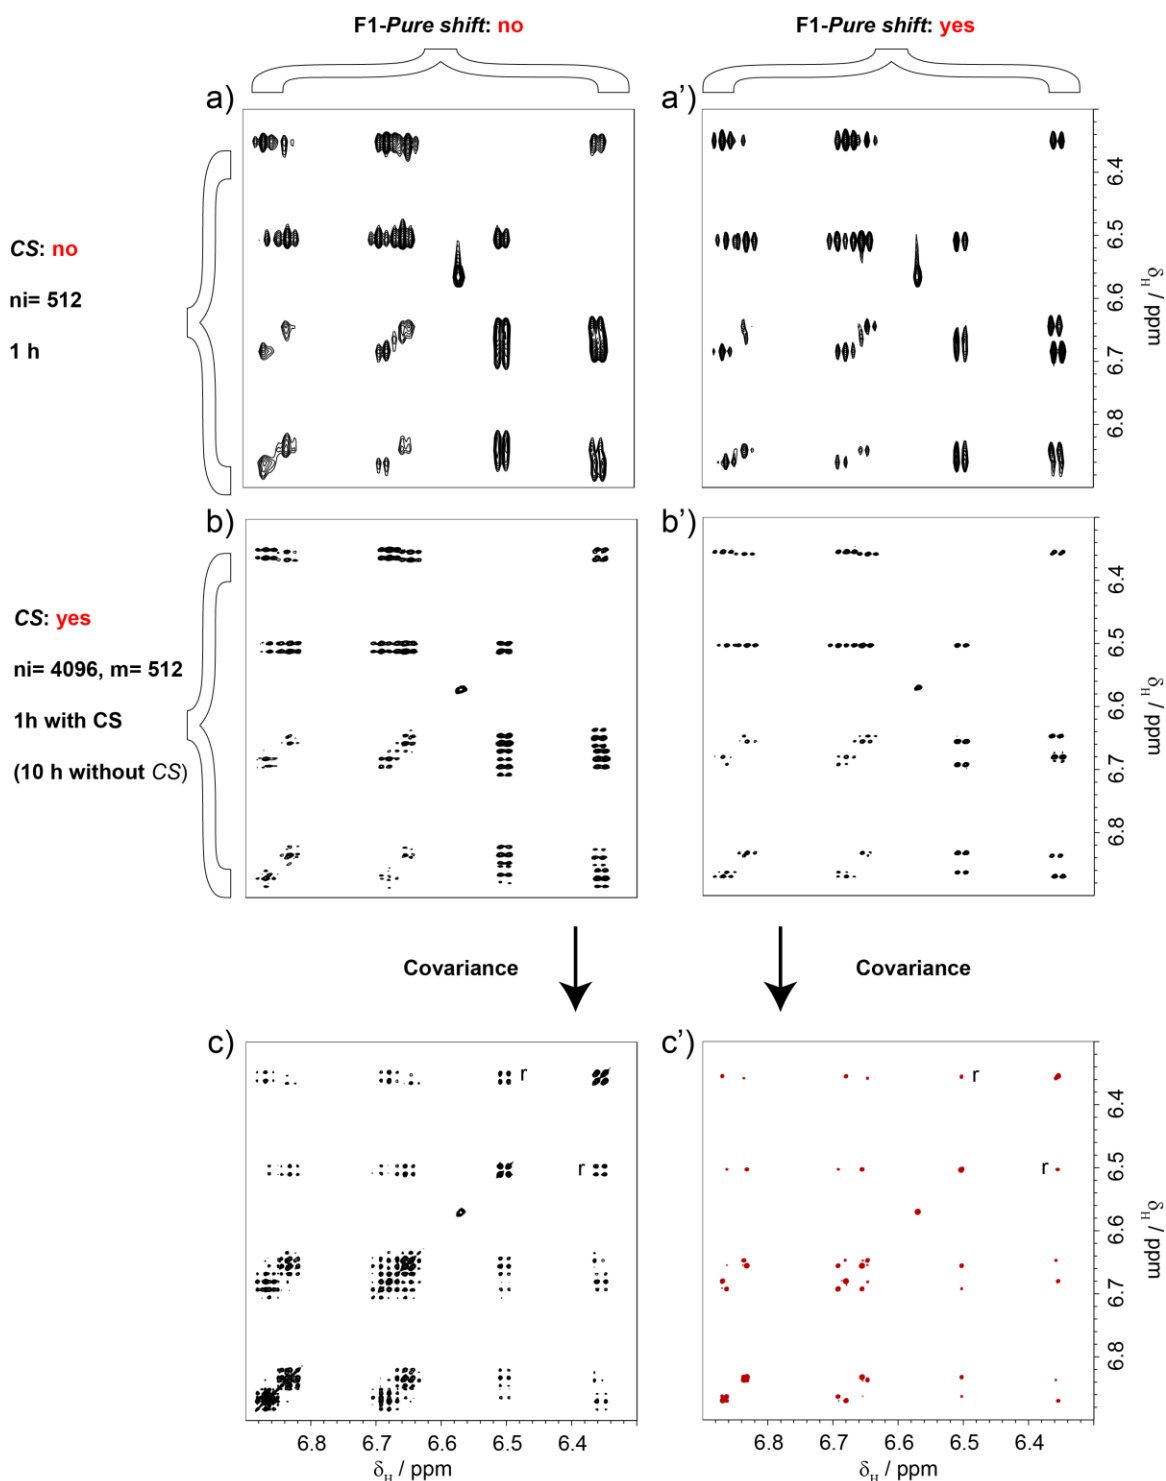 F1-Pure shift: no
F1-Pure shift: yes
a)
a')
6.4
6.5
6.6
6.7
6.8
δH / ppm
CS: no
ni= 512
1 h
b)
b')
6.4
6.5
6.6
6.7
6.8
δH / ppm
CS: yes
ni= 4096, m= 512
1h with CS
(10 h without CS)
Covariance
Covariance
c)
c')
r
r
r
r
6.4
6.5
6.6
6.7
6.8
δH / ppm
6.8
6.7
6.6
6.5
6.4
6.8
6.7
6.6
6.5
6.4
δH / ppm
δH / ppm